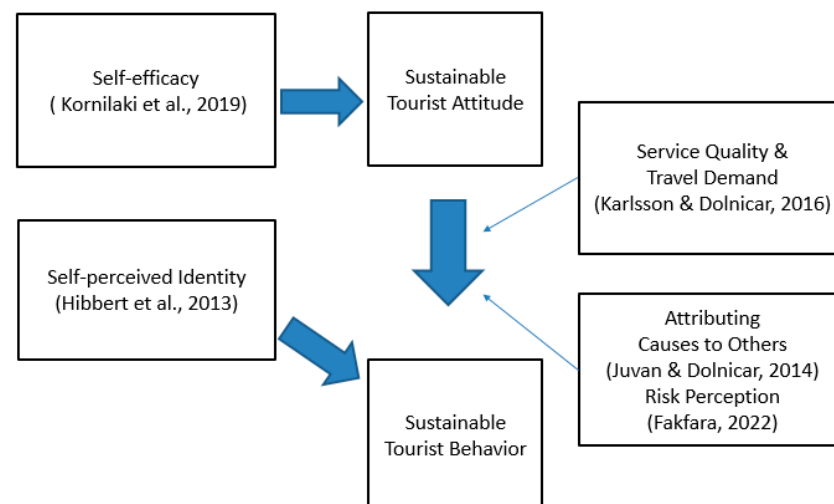 Self-efficacy
( Kornilaki et al., 2019)
Sustainable
Tourist Attitude
Service Quality &
Travel Demand
(Karlsson & Dolnicar, 2016)
Self-perceived Identity
(Hibbert et al., 2013)
Attributing
Causes to Others
(Juvan & Dolnicar, 2014)
Risk Perception
(Fakfara, 2022)
Sustainable
Tourist Behavior